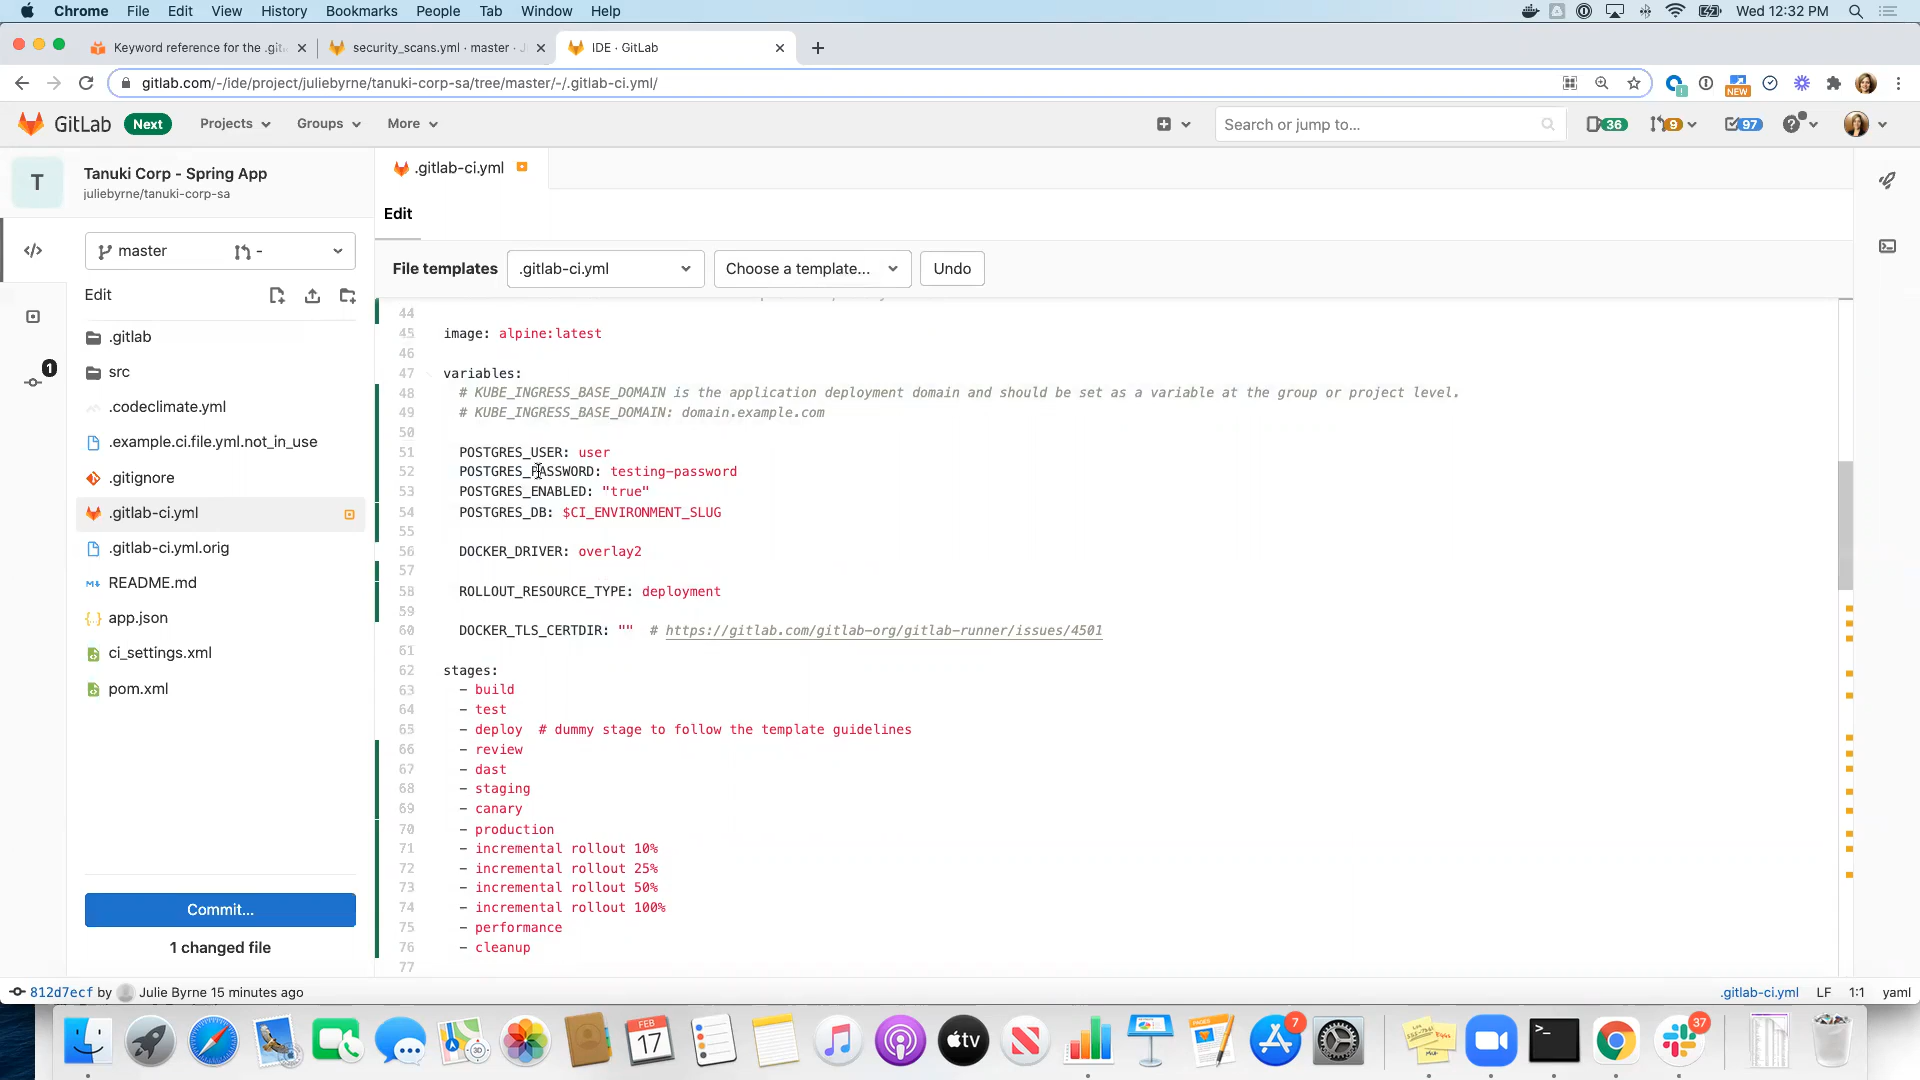 Chrome File Edit View History Bookmarks People Tab Window Help Wed 12:32 PM
Keyword reference for the .git
security_scans.yml · master · J
IDE · GitLab
gitlab.com/-/ide/project/juliebyrne/tanuki-corp-sa/tree/master/-/.gitlab-ci.yml/
NEW
GitLab Next Projects Groups More Search or jump to... 36 9 97
T
Tanuki Corp - Spring App
juliebyrne/tanuki-corp-sa
master -
Edit
.gitlab
src
1
.codeclimate.yml
.example.ci.file.yml.not_in_use
.gitignore
.gitlab-ci.yml
.gitlab-ci.yml.orig
README.md
app.json
ci_settings.xml
pom.xml
Commit...
1 changed file
.gitlab-ci.yml
Edit
File templates .gitlab-ci.yml Choose a template... Undo
44
45 image: alpine:latest
46
47 variables:
48 # KUBE_INGRESS_BASE_DOMAIN is the application deployment domain and should be set as a variable at the group or project level.
49 # KUBE_INGRESS_BASE_DOMAIN: domain.example.com
50
51 POSTGRES_USER: user
52 POSTGRES_PASSWORD: testing-password
53 POSTGRES_ENABLED: "true"
54 POSTGRES_DB: $CI_ENVIRONMENT_SLUG
55
56 DOCKER_DRIVER: overlay2
57
58 ROLLOUT_RESOURCE_TYPE: deployment
59
60 DOCKER_TLS_CERTDIR: "" # https://gitlab.com/gitlab-org/gitlab-runner/issues/4501
61
62 stages:
63 - build
64 - test
65 - deploy # dummy stage to follow the template guidelines
66 - review
67 - dast
68 - staging
69 - canary
70 - production
71 - incremental rollout 10%
72 - incremental rollout 25%
73 - incremental rollout 50%
74 - incremental rollout 100%
75 - performance
76 - cleanup
77
812d7ecf by Julie Byrne 15 minutes ago .gitlab-ci.yml LF 1:1 yaml
FEB
17
tv
7
37